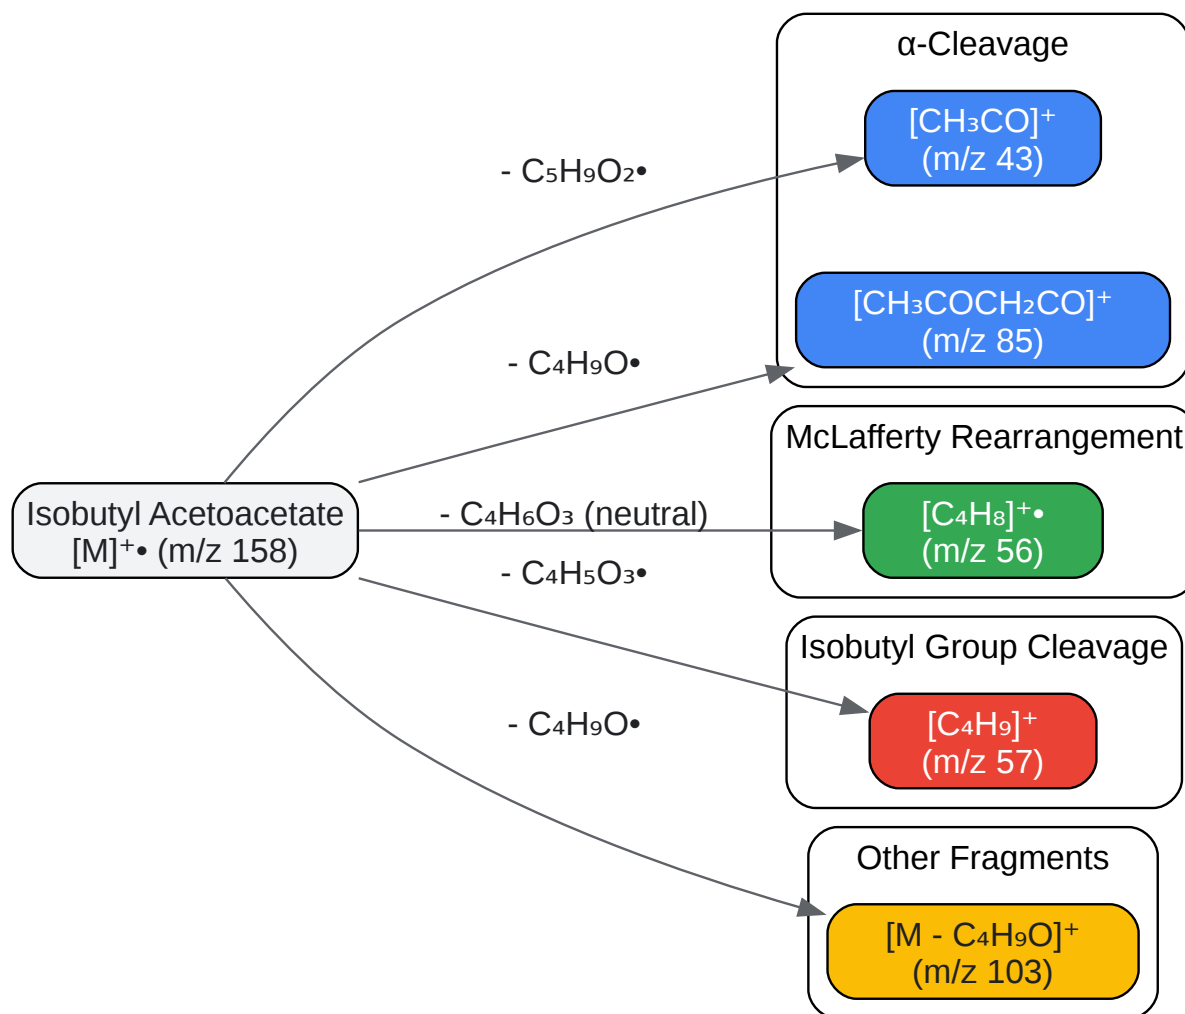 α-Cleavage
[CH₃CO]⁺
(m/z 43)
- C₅H₉O₂•
[CH₃COCH₂CO]⁺
(m/z 85)
- C₄H₉O•
McLafferty Rearrangement
Isobutyl Acetoacetate
[M]⁺• (m/z 158)
- C₄H₆O₃ (neutral)
[C₄H₈]⁺•
(m/z 56)
- C₄H₅O₃•
Isobutyl Group Cleavage
[C₄H₉]⁺
(m/z 57)
- C₄H₉O•
Other Fragments
[M - C₄H₉O]⁺
(m/z 103)